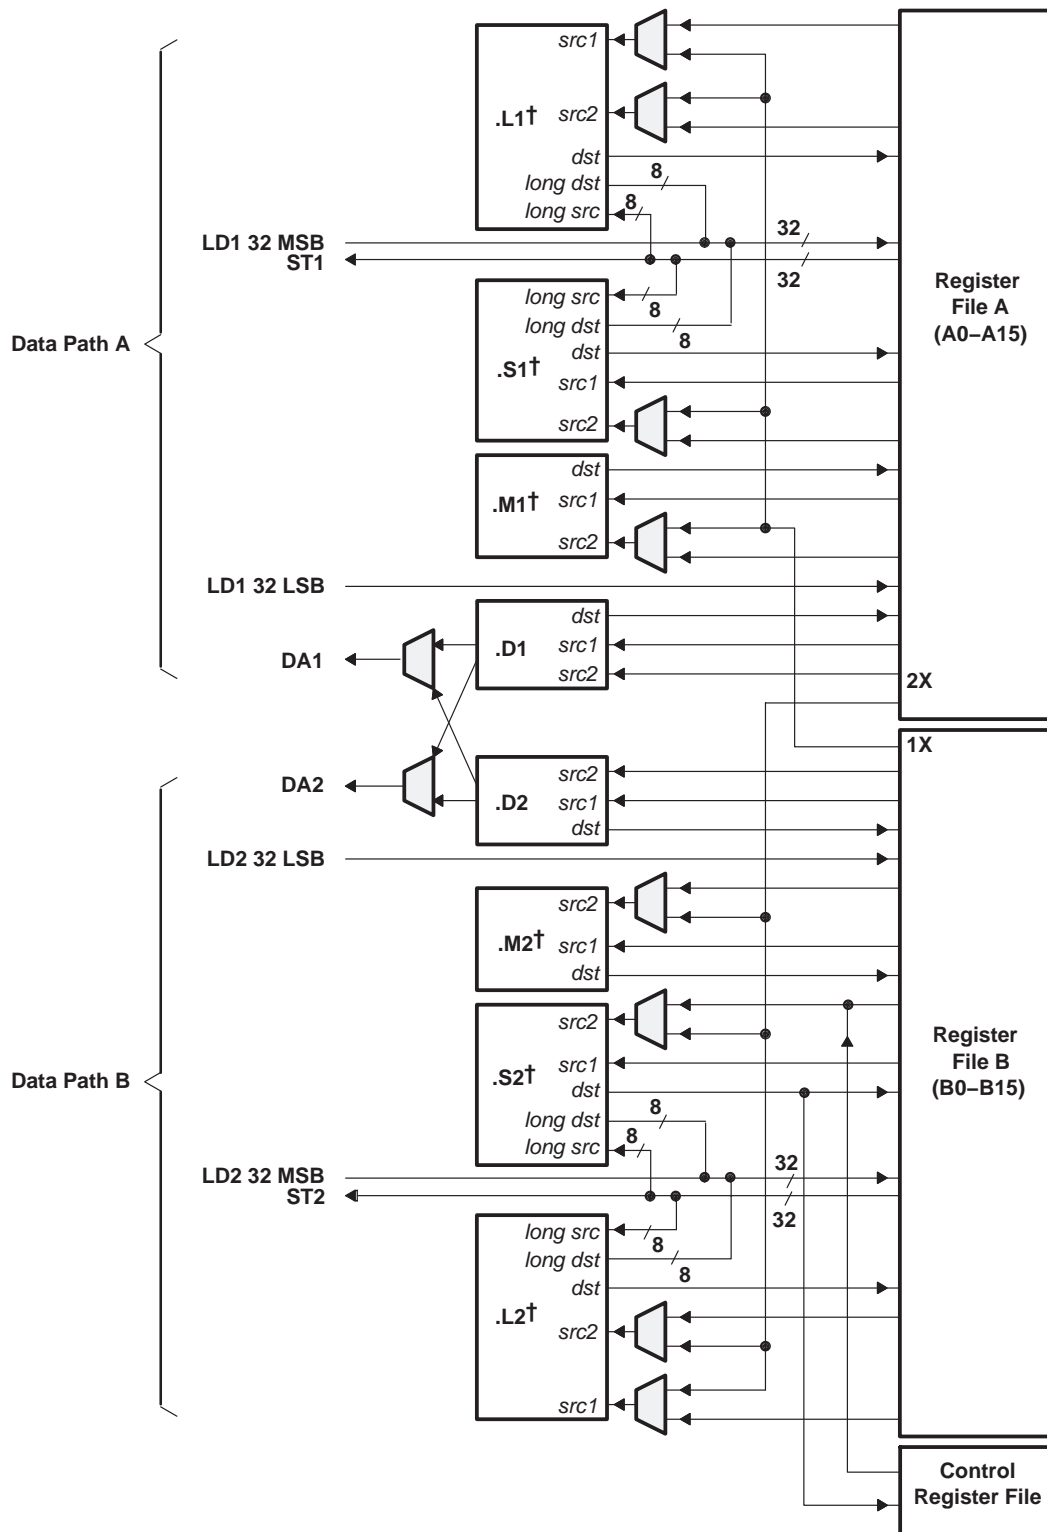 src1
.L1†
src2
dst
8
long dst
8
long src
LD1 32 MSB
32
ST1
32
Register
File A
(A0–A15)
long src
8
long dst
8
Data Path A
dst
.S1†
src1
src2
dst
.M1†
src1
src2
LD1 32 LSB
dst
.D1
src1
DA1
src2
2X
1X
DA2
src2
.D2
src1
dst
LD2 32 LSB
src2
.M2†
src1
dst
src2
Register
File B
(B0–B15)
src1
.S2†
Data Path B
dst
8
long dst
8
long src
LD2 32 MSB
32
ST2
32
long src
8
long dst
8
dst
.L2†
src2
src1
Control
Register File